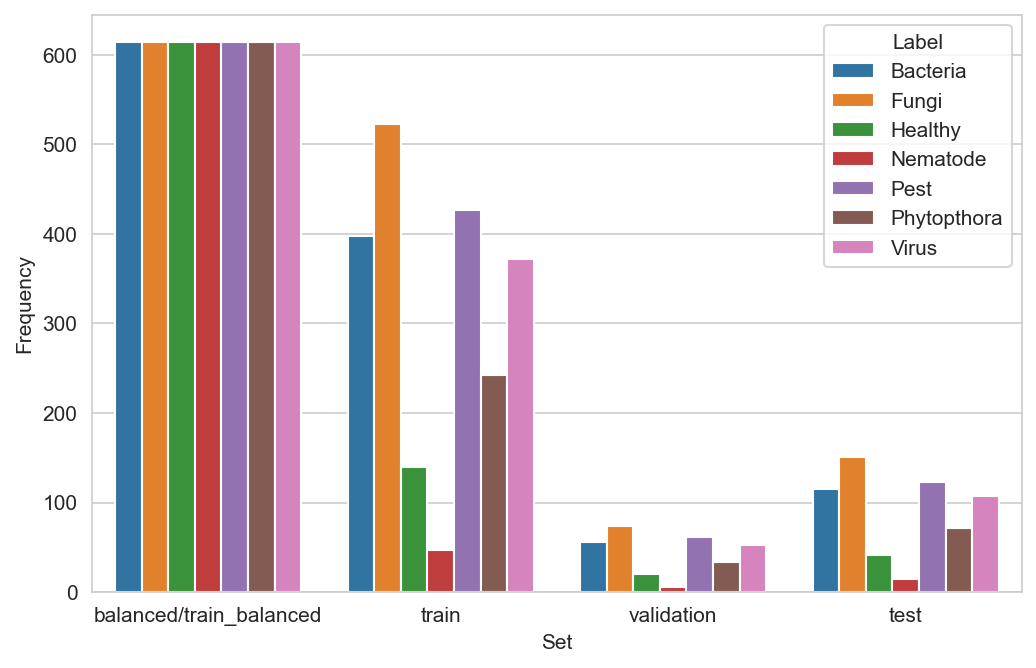 600
500
400
300
200
100
0
Frequency
balanced/train_balanced
train
validation
test
Set
Label
Bacteria
Fungi
Healthy
Nematode
Pest
Phytopthora
Virus